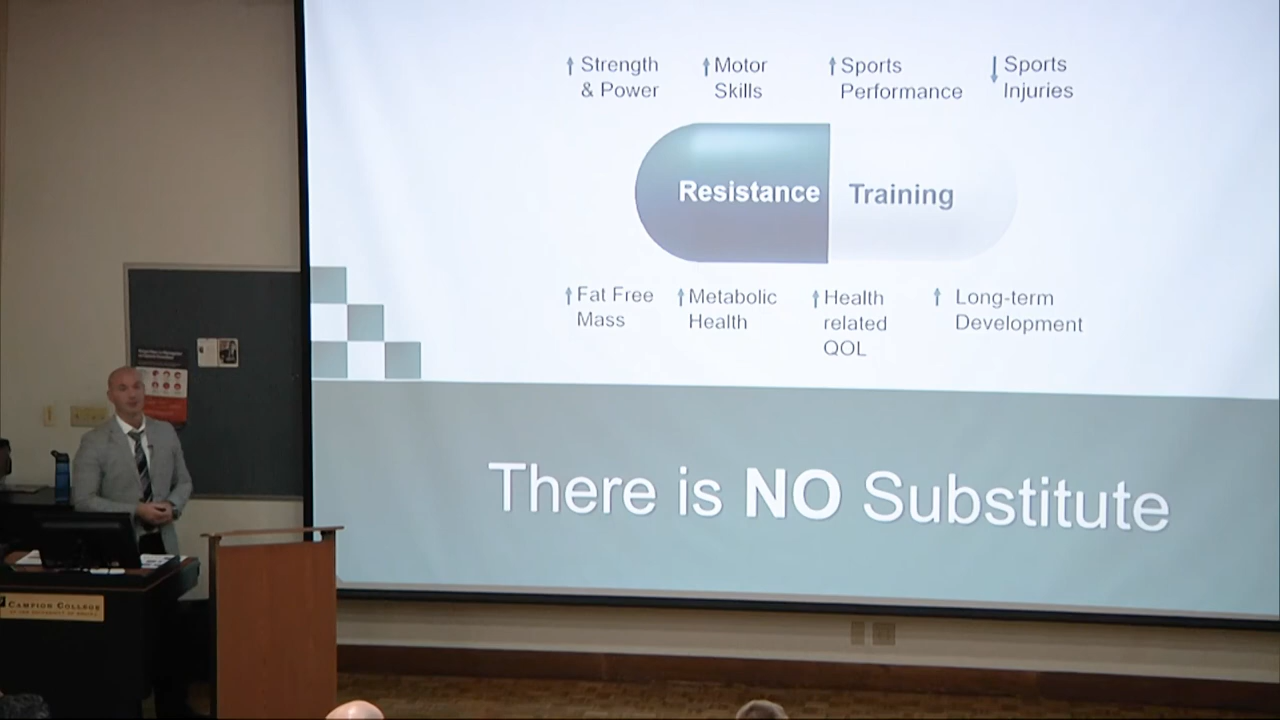 ↑ Strength
& Power
↑ Motor
Skills
↑ Sports
Performance
↓ Sports
Injuries
Resistance Training
↑ Fat Free
Mass
↑ Metabolic
Health
↑ Health
related
QOL
↑ Long-term
Development
There is NO Substitute
CAMPION COLLEGE